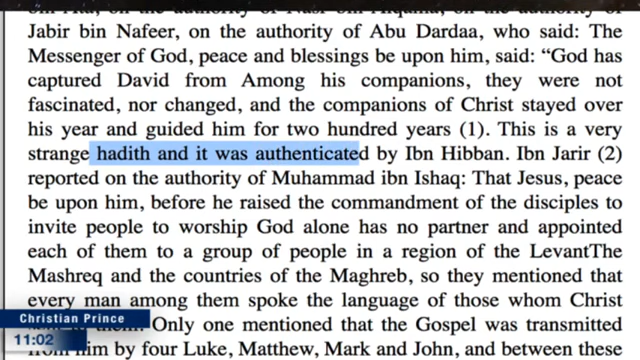 Jabir bin Nafeer, on the authority of Abu Dardaa, who said: The
Messenger of God, peace and blessings be upon him, said: “God has
captured David from Among his companions, they were not
fascinated, nor changed, and the companions of Christ stayed over
his year and guided him for two hundred years (1). This is a very
strange hadith and it was authenticated by Ibn Hibban. Ibn Jarir (2)
reported on the authority of Muhammad ibn Ishaq: That Jesus, peace
be upon him, before he raised the commandment of the disciples to
invite people to worship God alone has no partner and appointed
each of them to a group of people in a region of the LevantThe
Mashreq and the countries of the Maghreb, so they mentioned that
every man among them spoke the language of those whom Christ
Only one mentioned that the Gospel was transmitted
from him by four Luke, Matthew, Mark and John, and between these
Christian Prince
11:02